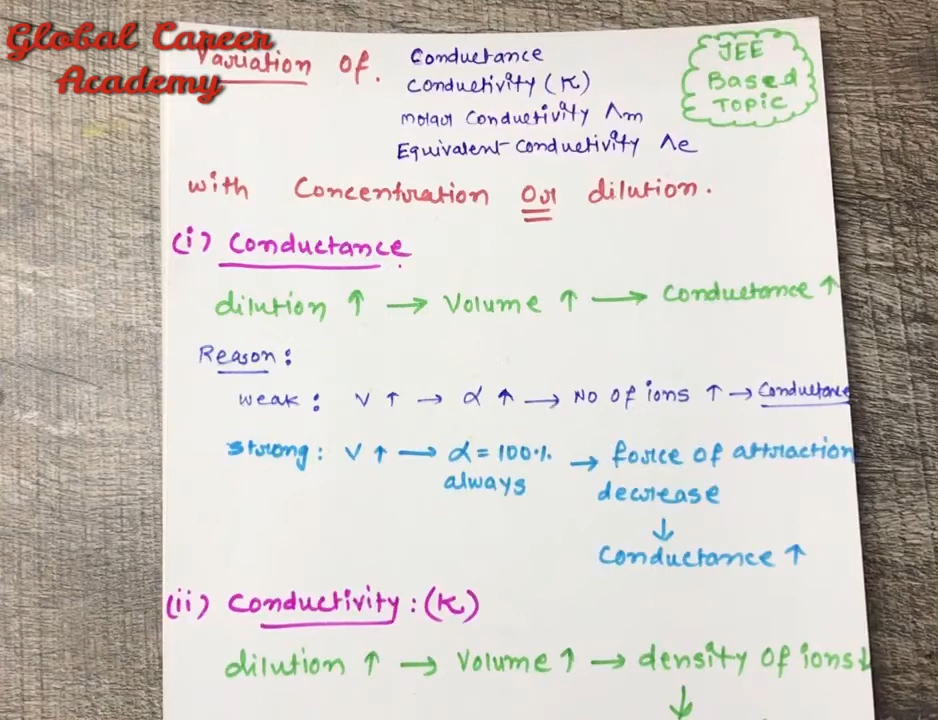 Global Career
Academy
Variation Of.
Conductance
Conductivity (K)
molar Conductivity Λm
Equivalent Conductivity Λe
JEE
Based
TOPIC
with Concentration Or dilution.
(i) Conductance
dilution ↑ → Volume ↑ → Conductance ↑
Reason:
weak: V ↑ → α ↑ → No of ions ↑ → Conductance
Strong: V ↑ → α = 100% → force of attraction
always decrease
↓
Conductance ↑
(ii) Conductivity: (K)
dilution ↑ → Volume ↑ → density of ions ↓
↓